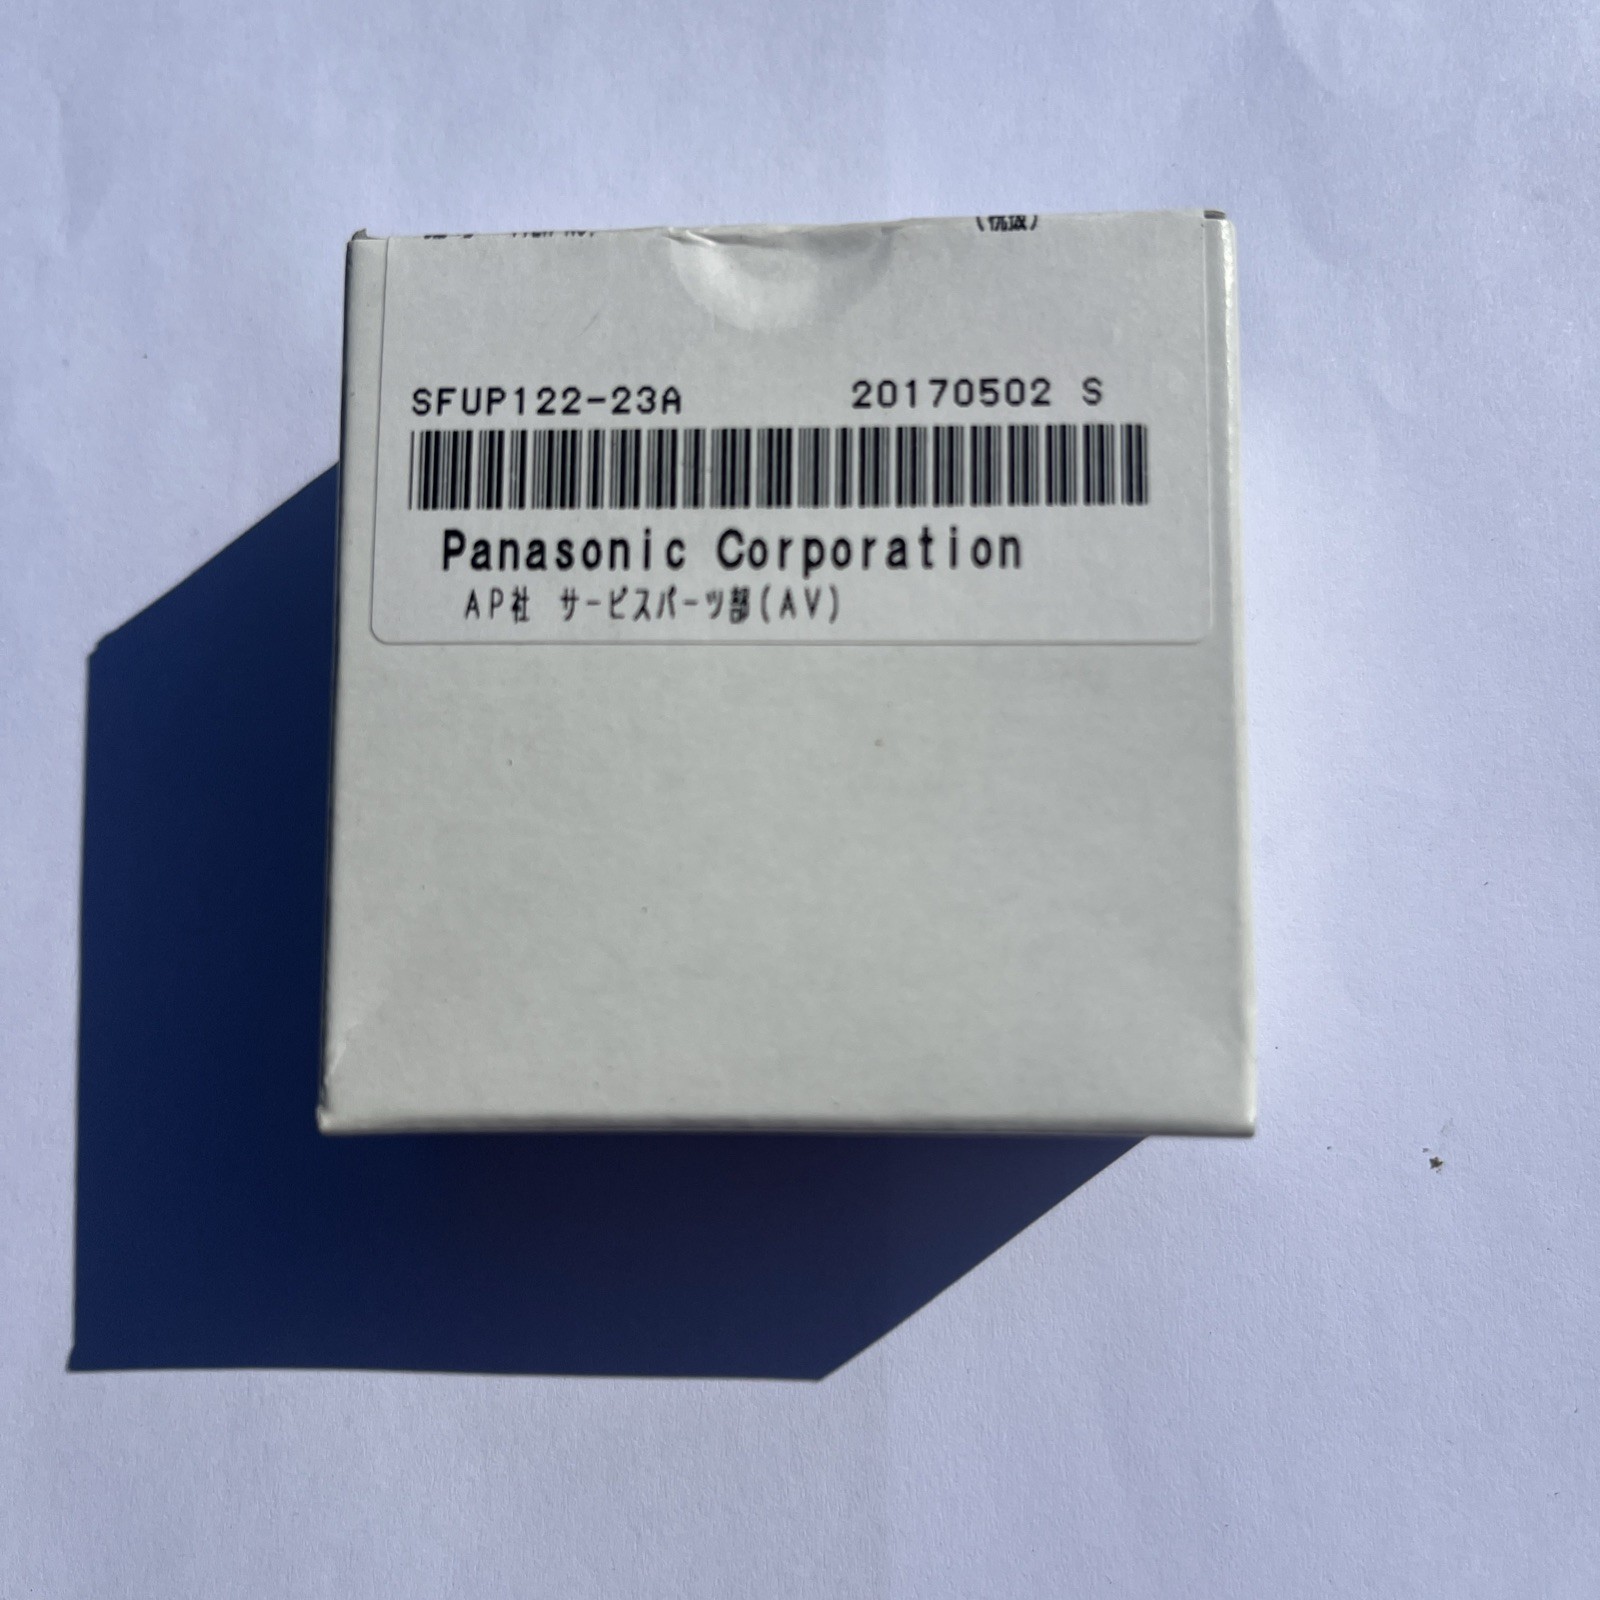 SFUP122-23A 20170502 S
Panasonic Corporation
AP社 サービスパーツ部(AV)